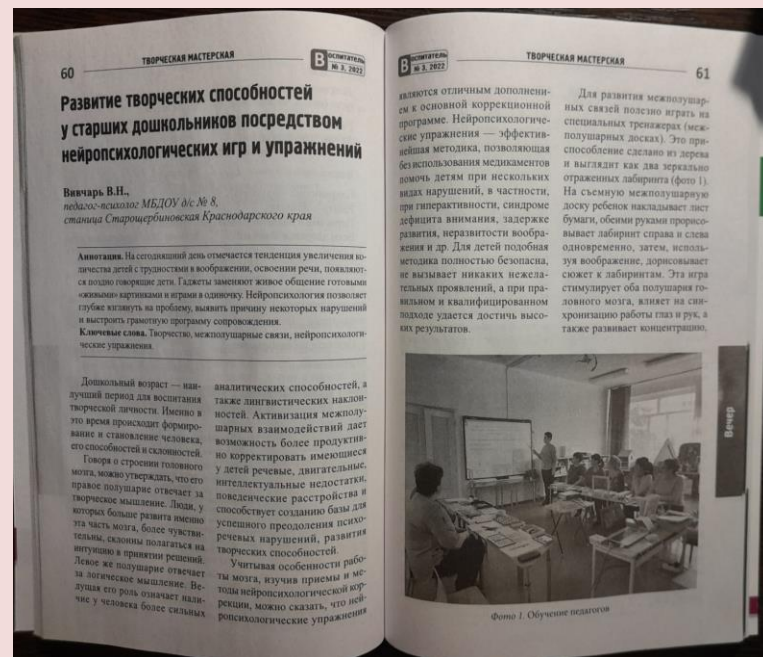 60
ТВОРЧЕСКАЯ МАСТЕРСКАЯ
Воспитатель
№ 3, 2022
Развитие творческих способностей
у старших дошкольников посредством
нейропсихологических игр и упражнений
Вивчарь В.Н.,
педагог-психолог МБДОУ д/с № 8,
станица Старощербиновская Краснодарского края
Аннотация. На сегодняшний день отмечается тенденция увеличения ко-
личества детей с трудностями в воображении, освоении речи, появляют-
ся поздно говорящие дети. Гаджеты заменяют живое общение готовыми
«живыми» картинками и играми в одиночку. Нейропсихология позволяет
глубже взглянуть на проблему, выявить причину некоторых нарушений
и выстроить грамотную программу сопровождения.
Ключевые слова. Творчество, межполушарные связи, нейропсихологи-
ческие упражнения.
Дошкольный возраст — наи-
лучший период для воспитания
творческой личности. Именно в
это время происходит формиро-
вание и становление человека,
его способностей и склонностей.
Говоря о строении головного
мозга, можно утверждать, что его
правое полушарие отвечает за
творческое мышление. Люди, у
которых больше развита именно
эта часть мозга, более чувстви-
тельны, склонны полагаться на
интуицию в принятии решений.
Левое же полушарие отвечает
за логическое мышление. Ве-
дущая его роль означает нали-
чие у человека более сильных
аналитических способностей, а
также лингвистических наклон-
ностей. Активизация межполу-
шарных взаимодействий дает
возможность более продуктив-
но корректировать имеющиеся
у детей речевые, двигательные,
интеллектуальные недостатки,
поведенческие расстройства и
способствует созданию базы для
успешного преодоления психо-
речевых нарушений, развития
творческих способностей.
Учитывая особенности рабо-
ты мозга, изучив приемы и ме-
тоды нейропсихологической кор-
рекции, можно сказать, что ней-
ропсихологические упражнения
Воспитатель
№ 3, 2022
ТВОРЧЕСКАЯ МАСТЕРСКАЯ
61
являются отличным дополнени-
ем к основной коррекционной
программе. Нейропсихологиче-
ские упражнения — эффектив-
нейшая методика, позволяющая
без использования медикаментов
помочь детям при нескольких
видах нарушений, в частности,
при гиперактивности, синдроме
дефицита внимания, задержке
развития, неразвитости вообра-
жения и др. Для детей подобная
методика полностью безопасна,
не вызывает никаких нежела-
тельных проявлений, а при пра-
вильном и квалифицированном
подходе удается достичь высо-
ких результатов.
Для развития межполушар-
ных связей полезно играть на
специальных тренажерах (меж-
полушарных досках). Это при-
способление сделано из дерева
и выглядит как два зеркально
отраженных лабиринта (фото 1).
На съемную межполушарную
доску ребенок накладывает лист
бумаги, обеими руками прорисо-
вывает лабиринт справа и слева
одновременно, затем, исполь-
зуя воображение, дорисовывает
сюжет к лабиринтам. Эта игра
стимулирует оба полушария го-
ловного мозга, влияет на син-
хронизацию работы глаз и рук, а
также развивает концентрацию,
Вечер
Фото 1. Обучение педагогов